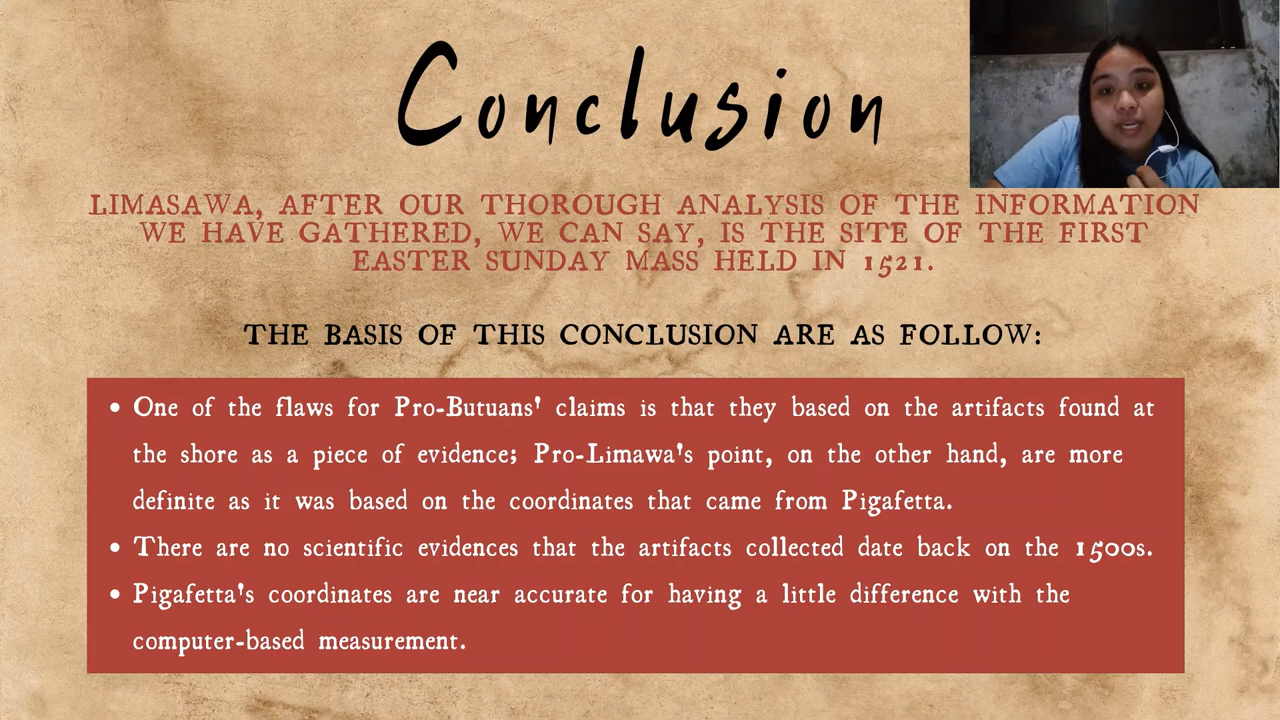 Conclusion
LIMASAWA, AFTER OUR THOROUGH ANALYSIS OF THE INFORMATION
WE HAVE GATHERED, WE CAN SAY, IS THE SITE OF THE FIRST
EASTER SUNDAY MASS HELD IN 1521.
THE BASIS OF THIS CONCLUSION ARE AS FOLLOW:
• One of the flaws for Pro-Butuans' claims is that they based on the artifacts found at
the shore as a piece of evidence; Pro-Limawa's point, on the other hand, are more
definite as it was based on the coordinates that came from Pigafetta.
• There are no scientific evidences that the artifacts collected date back on the 1500s.
• Pigafetta's coordinates are near accurate for having a little difference with the
computer-based measurement.